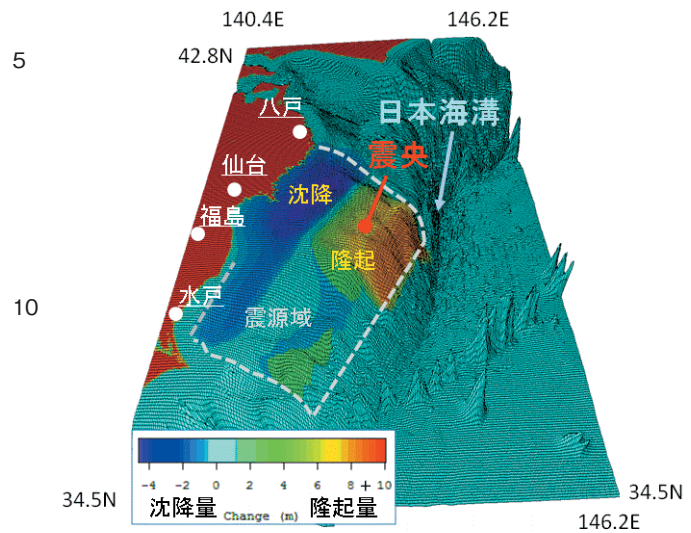 140.4E 146.2E
5
42.8N
八戸
日本海溝
震央
仙台
沈降
福島
隆起
水戸
10
震源域
-4 -2 0 2 4 6 8 + 10
34.5N
沈降量 Change (m) 隆起量
34.5N
146.2E